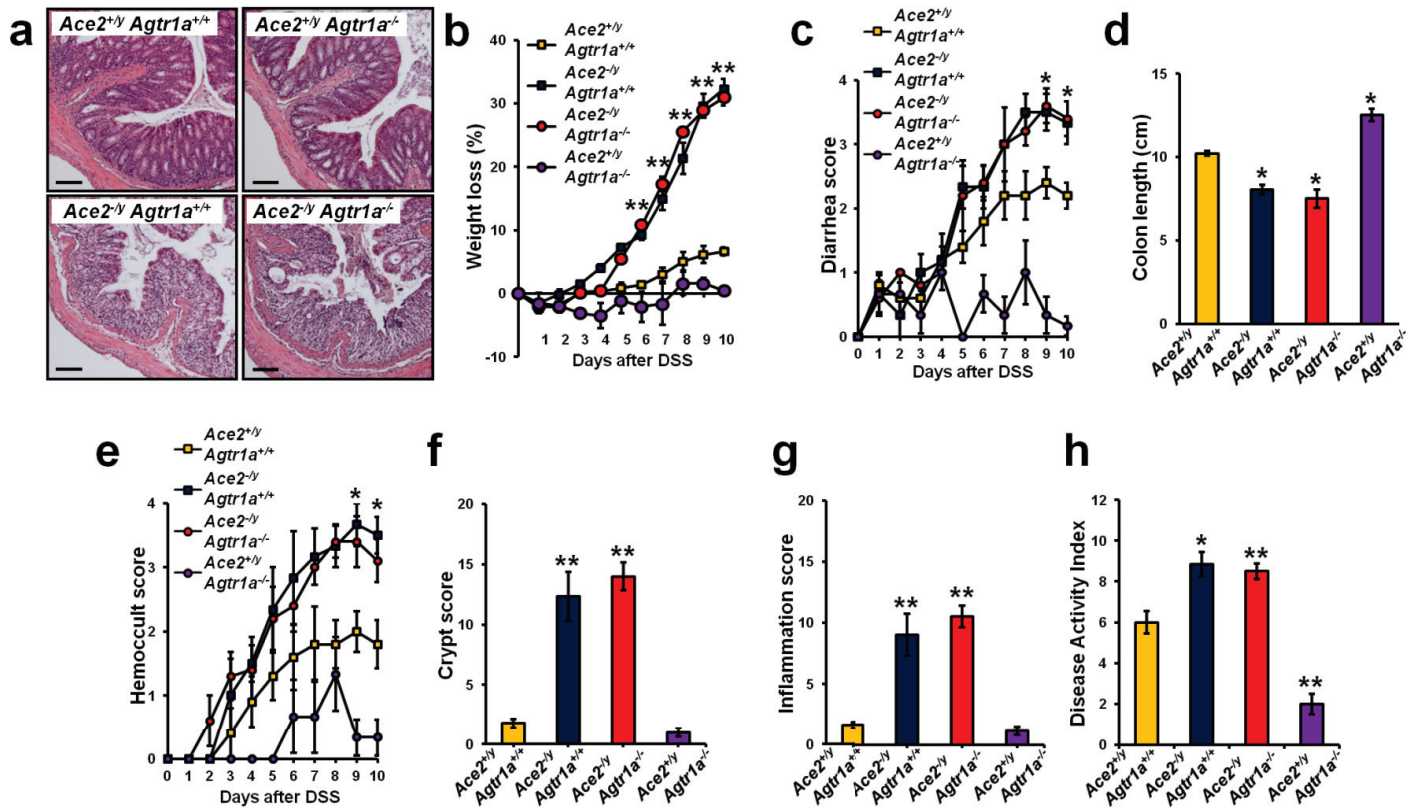 a
Ace2+/y Agtr1a+/+
Ace2+/y Agtr1a-/-
Ace2-/y Agtr1a+/+
Ace2-/y Agtr1a-/-
b
Ace2+/y
Agtr1a+/+
Ace2-/y
Agtr1a+/+
Ace2-/y
Agtr1a-/-
Ace2+/y
Agtr1a-/-
Weight loss (%)
40
30
20
10
0
-10
** ** ** ** **
1 2 3 4 5 6 7 8 9 10
Days after DSS
c
Ace2+/y
Agtr1a+/+
Ace2-/y
Agtr1a+/+
Ace2-/y
Agtr1a-/-
Ace2+/y
Agtr1a-/-
Diarrhea score
4
3
2
1
0
* *
0 1 2 3 4 5 6 7 8 9 10
Days after DSS
d
Colon length (cm)
15
10
5
0
* * *
Ace2+/y
Agtr1a+/+
Ace2-/y
Agtr1a+/+
Ace2-/y
Agtr1a-/-
Ace2+/y
Agtr1a-/-
e
Ace2+/y
Agtr1a+/+
Ace2-/y
Agtr1a+/+
Ace2-/y
Agtr1a-/-
Ace2+/y
Agtr1a-/-
Hemoccult score
4
3
2
1
0
* *
0 1 2 3 4 5 6 7 8 9 10
Days after DSS
f
Crypt score
20
15
10
5
0
** **
Ace2+/y
Agtr1a+/+
Ace2-/y
Agtr1a+/+
Ace2-/y
Agtr1a-/-
Ace2+/y
Agtr1a-/-
g
Inflammation score
20
15
10
5
0
** **
Ace2+/y
Agtr1a+/+
Ace2-/y
Agtr1a+/+
Ace2-/y
Agtr1a-/-
Ace2+/y
Agtr1a-/-
h
Disease Activity Index
12
10
8
6
4
2
0
* ** **
Ace2+/y
Agtr1a+/+
Ace2-/y
Agtr1a+/+
Ace2-/y
Agtr1a-/-
Ace2+/y
Agtr1a-/-